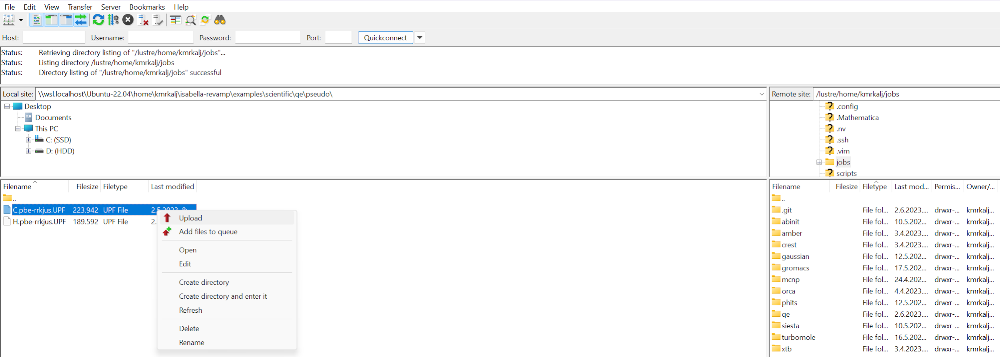 File Edit View Transfer Server Bookmarks Help
Host: Username: Password: Port: Quickconnect
Status: Retrieving directory listing of "/lustre/home/kmrkalj/jobs"...
Status: Listing directory /lustre/home/kmrkalj/jobs
Status: Directory listing of "/lustre/home/kmrkalj/jobs" successful
Local site: \\wsl.localhost\Ubuntu-22.04\home\kmrkalj\isabella-revamp\examples\scientific\qe\pseudo\
Desktop
Documents
This PC
C: (SSD)
D: (HDD)
Filename Filesize Filetype Last modified
..
C.pbe-rrkjus.UPF 223.942 UPF File 2.5.2023. 8:
H.pbe-rrkjus.UPF 189.592 UPF File 2.
Upload
Add files to queue
Open
Edit
Create directory
Create directory and enter it
Refresh
Delete
Rename
Remote site: /lustre/home/kmrkalj/jobs
.config
.Mathematica
.nv
.ssh
.vim
jobs
scripts
Filename Filesize Filetype Last mod... Permis... Owner/...
..
.git File fol... 2.6.2023.... drwxr-... kmrkalj...
abinit File fol... 10.5.202... drwxr-... kmrkalj...
amber File fol... 3.4.2023.... drwxr-... kmrkalj...
crest File fol... 3.4.2023.... drwxr-... kmrkalj...
gaussian File fol... 12.5.202... drwxr-... kmrkalj...
gromacs File fol... 17.5.202... drwxr-... kmrkalj...
mcnp File fol... 24.4.202... drwxr-... kmrkalj...
orca File fol... 4.4.2023.... drwxr-... kmrkalj...
phits File fol... 12.5.202... drwxr-... kmrkalj...
qe File fol... 2.6.2023.... drwxr-... kmrkalj...
siesta File fol... 10.5.202... drwxr-... kmrkalj...
turbomole File fol... 16.5.202... drwxr-... kmrkalj...
xtb File fol... 3.4.2023.... drwxr-... kmrkalj...